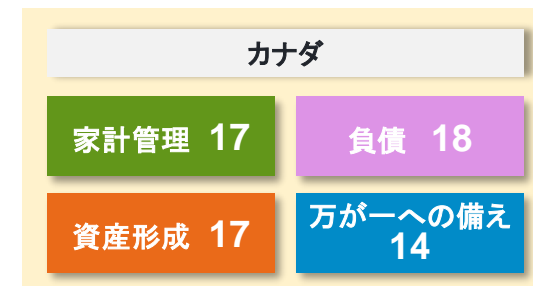 カナダ
家計管理 17
負債 18
資産形成 17
万が一への備え
14